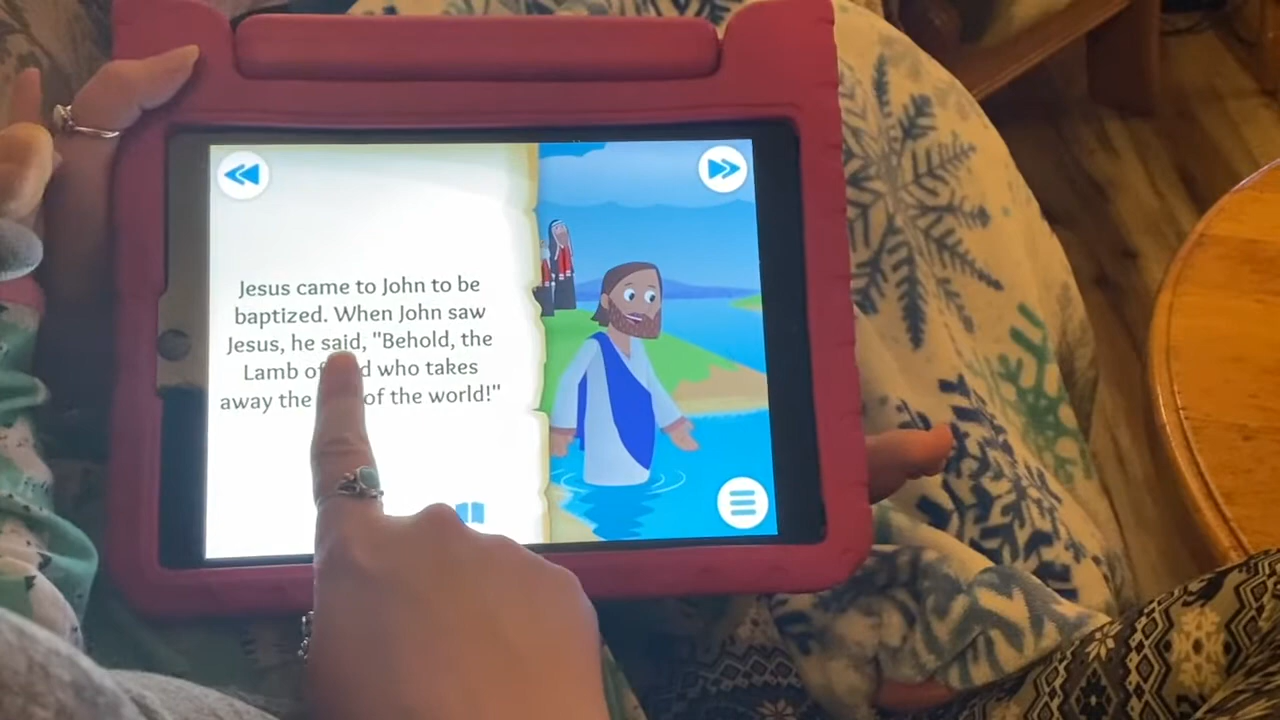 Jesus came to John to be
baptized. When John saw
Jesus, he said, "Behold, the
Lamb of who takes
away the of the world!"